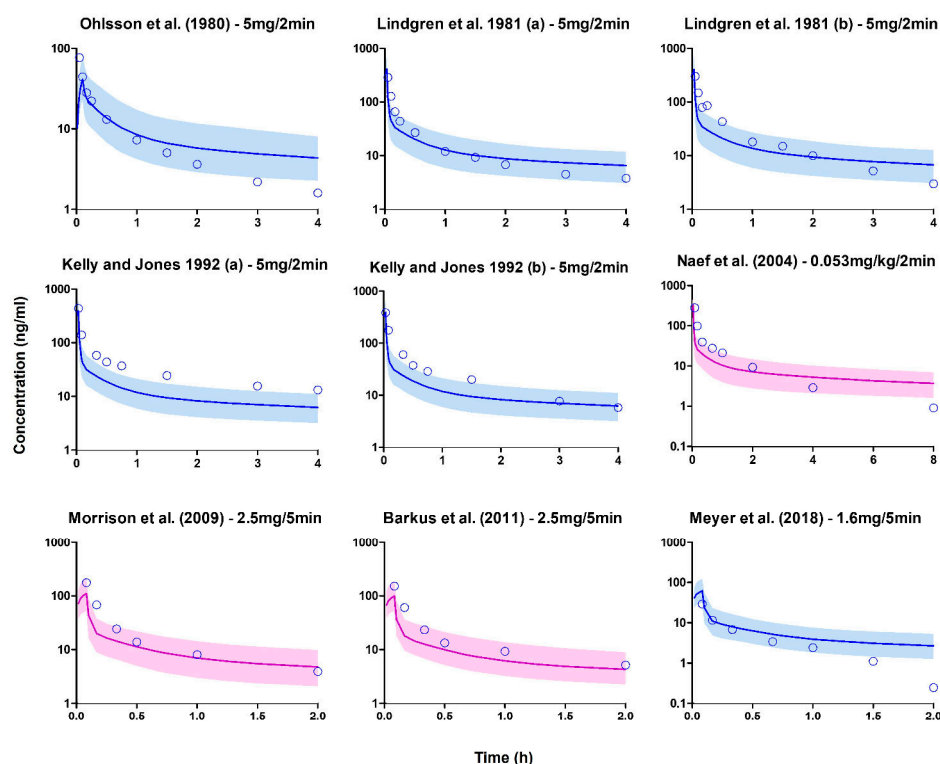 Ohlsson et al. (1980) - 5mg/2min
Lindgren et al. 1981 (a) - 5mg/2min
Lindgren et al. 1981 (b) - 5mg/2min
100
10
1
0 1 2 3 4
1000
100
10
1
0 1 2 3 4
1000
100
10
1
0 1 2 3 4
Kelly and Jones 1992 (a) - 5mg/2min
Kelly and Jones 1992 (b) - 5mg/2min
Naef et al. (2004) - 0.053mg/kg/2min
Concentration (ng/ml)
1000
100
10
1
0 1 2 3 4
1000
100
10
1
0 1 2 3 4
1000
100
10
1
0.1
0 2 4 6 8
Morrison et al. (2009) - 2.5mg/5min
Barkus et al. (2011) - 2.5mg/5min
Meyer et al. (2018) - 1.6mg/5min
1000
100
10
1
0.0 0.5 1.0 1.5 2.0
1000
100
10
1
0.0 0.5 1.0 1.5 2.0
1000
100
10
1
0.1
0.0 0.5 1.0 1.5 2.0
Time (h)